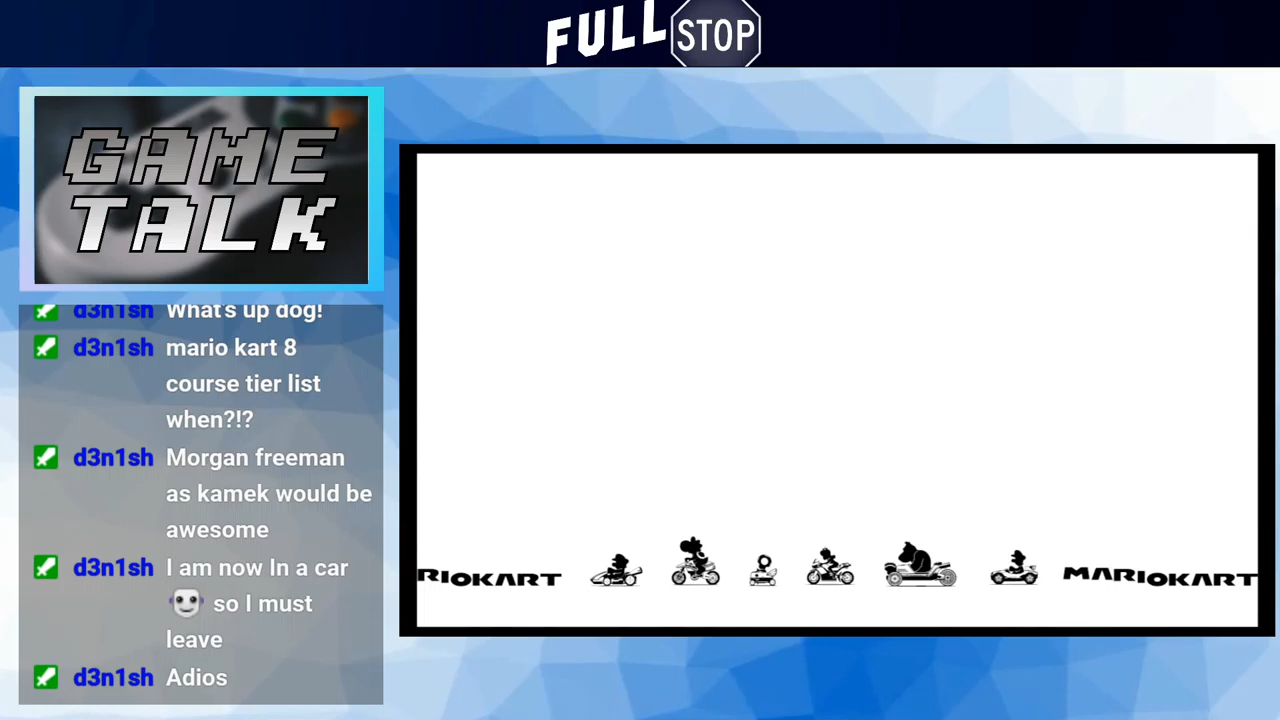 FULL STOP
GAME
TALK
d3n1sh What's up dog!
d3n1sh mario kart 8
course tier list
when?!?
d3n1sh Morgan freeman
as kamek would be
awesome
d3n1sh I am now In a car
so I must
leave
d3n1sh Adios
RIOKART MARIOKART